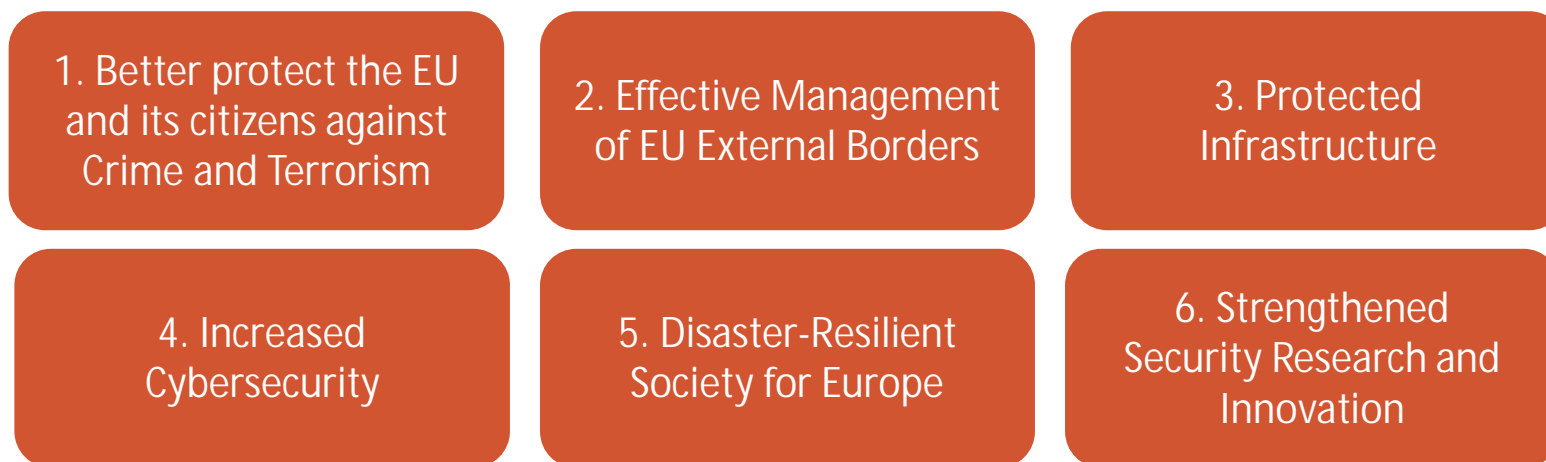 1. Better protect the EU
and its citizens against
Crime and Terrorism
2. Effective Management
of EU External Borders
3. Protected
Infrastructure
4. Increased
Cybersecurity
5. Disaster-Resilient
Society for Europe
6. Strengthened
Security Research and
Innovation